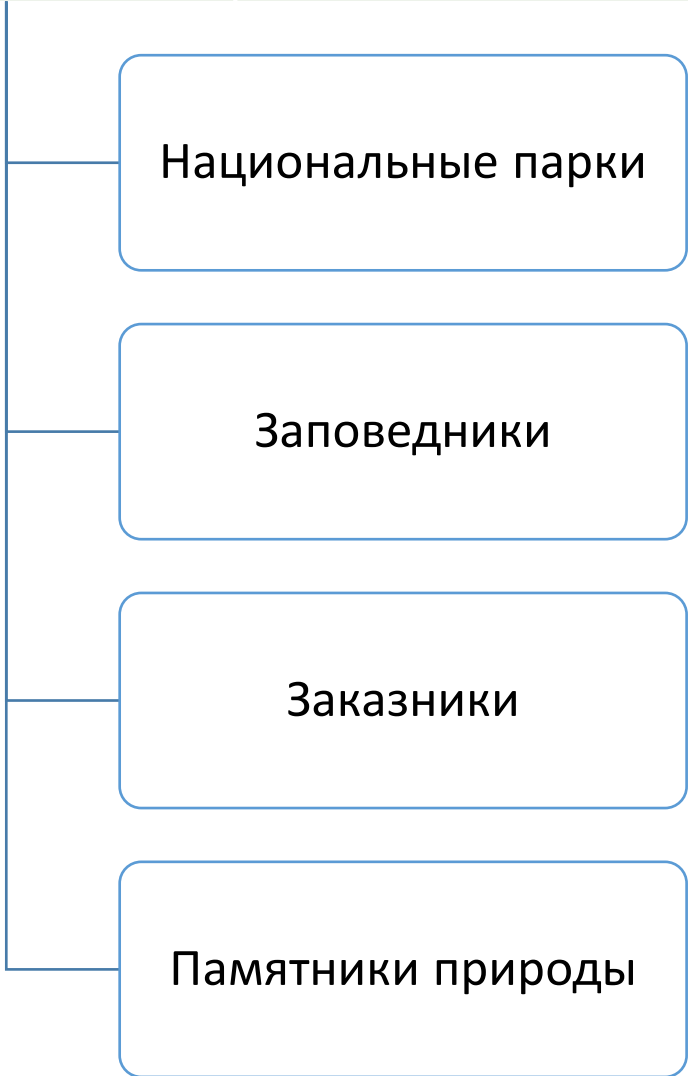 Национальные парки
Заповедники
Заказники
Памятники природы